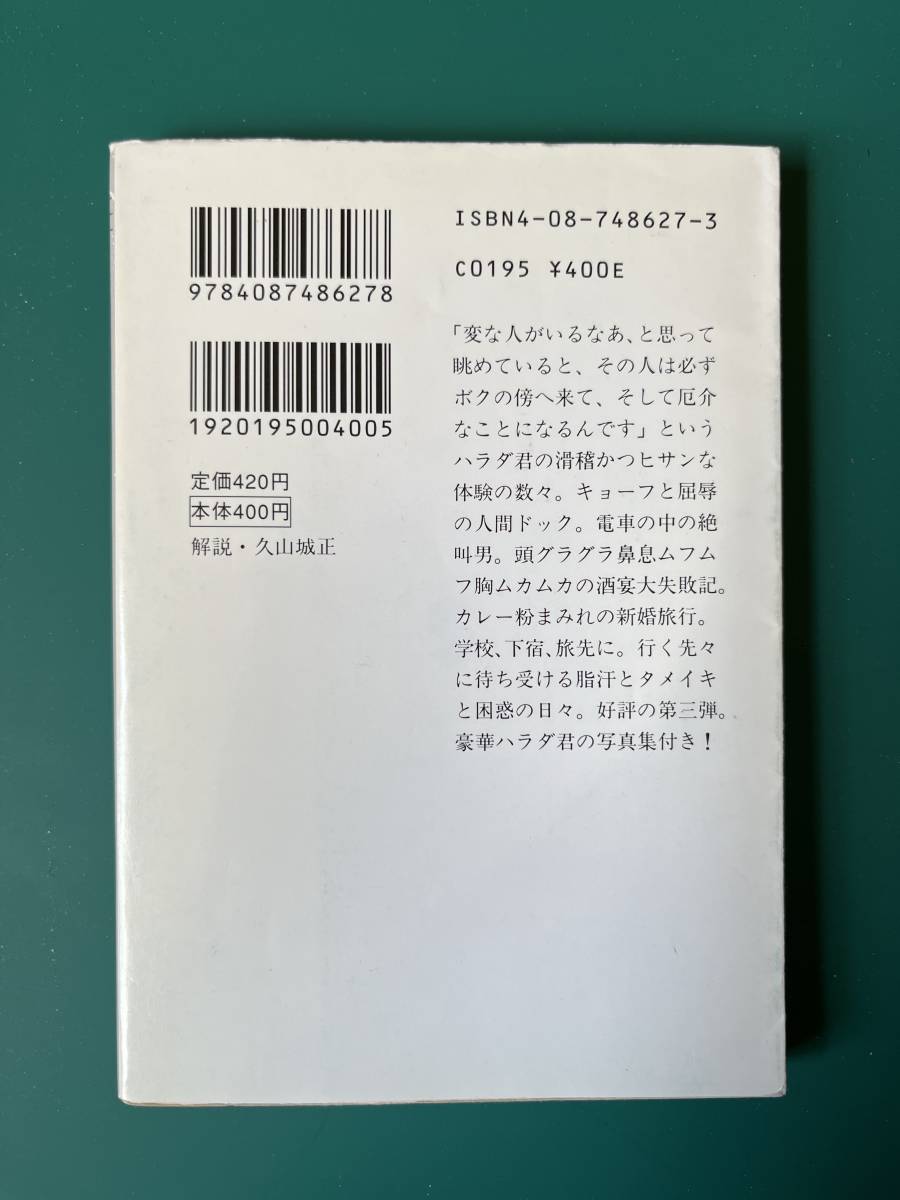 9784087486278
1920195004005
定価420円
本体400円
解説・久山城正
ISBN4-08-748627-3
C0195 ¥400E
「変な人がいるなあ、と思って
眺めていると、その人は必ず
ボクの傍へ来て、そして厄介
なことになるんです」という
ハラダ君の滑稽かつヒサンな
体験の数々。キョーフと屈辱
の人間ドック。電車の中の絶
叫男。頭グラグラ鼻息ムフム
フ胸ムカムカの酒宴大失敗記。
カレー粉まみれの新婚旅行。
学校、下宿、旅先に。行く先々
に待ち受ける脂汗とタメイキ
と困惑の日々。好評の第三弾。
豪華ハラダ君の写真集付き！